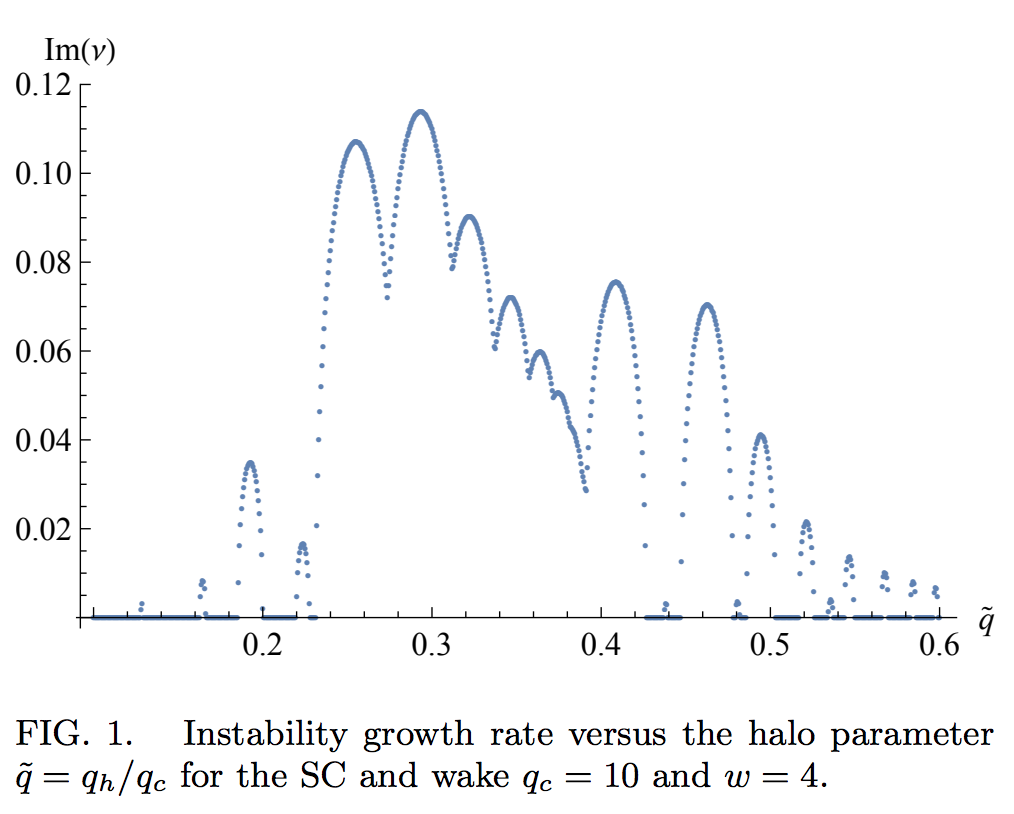 Im(ν)
0.12
0.10
0.08
0.06
0.04
0.02
0.2 0.3 0.4 0.5 0.6
q̃
FIG. 1. Instability growth rate versus the halo parameter
q̃ = qₕ/q_c for the SC and wake q_c = 10 and w = 4.